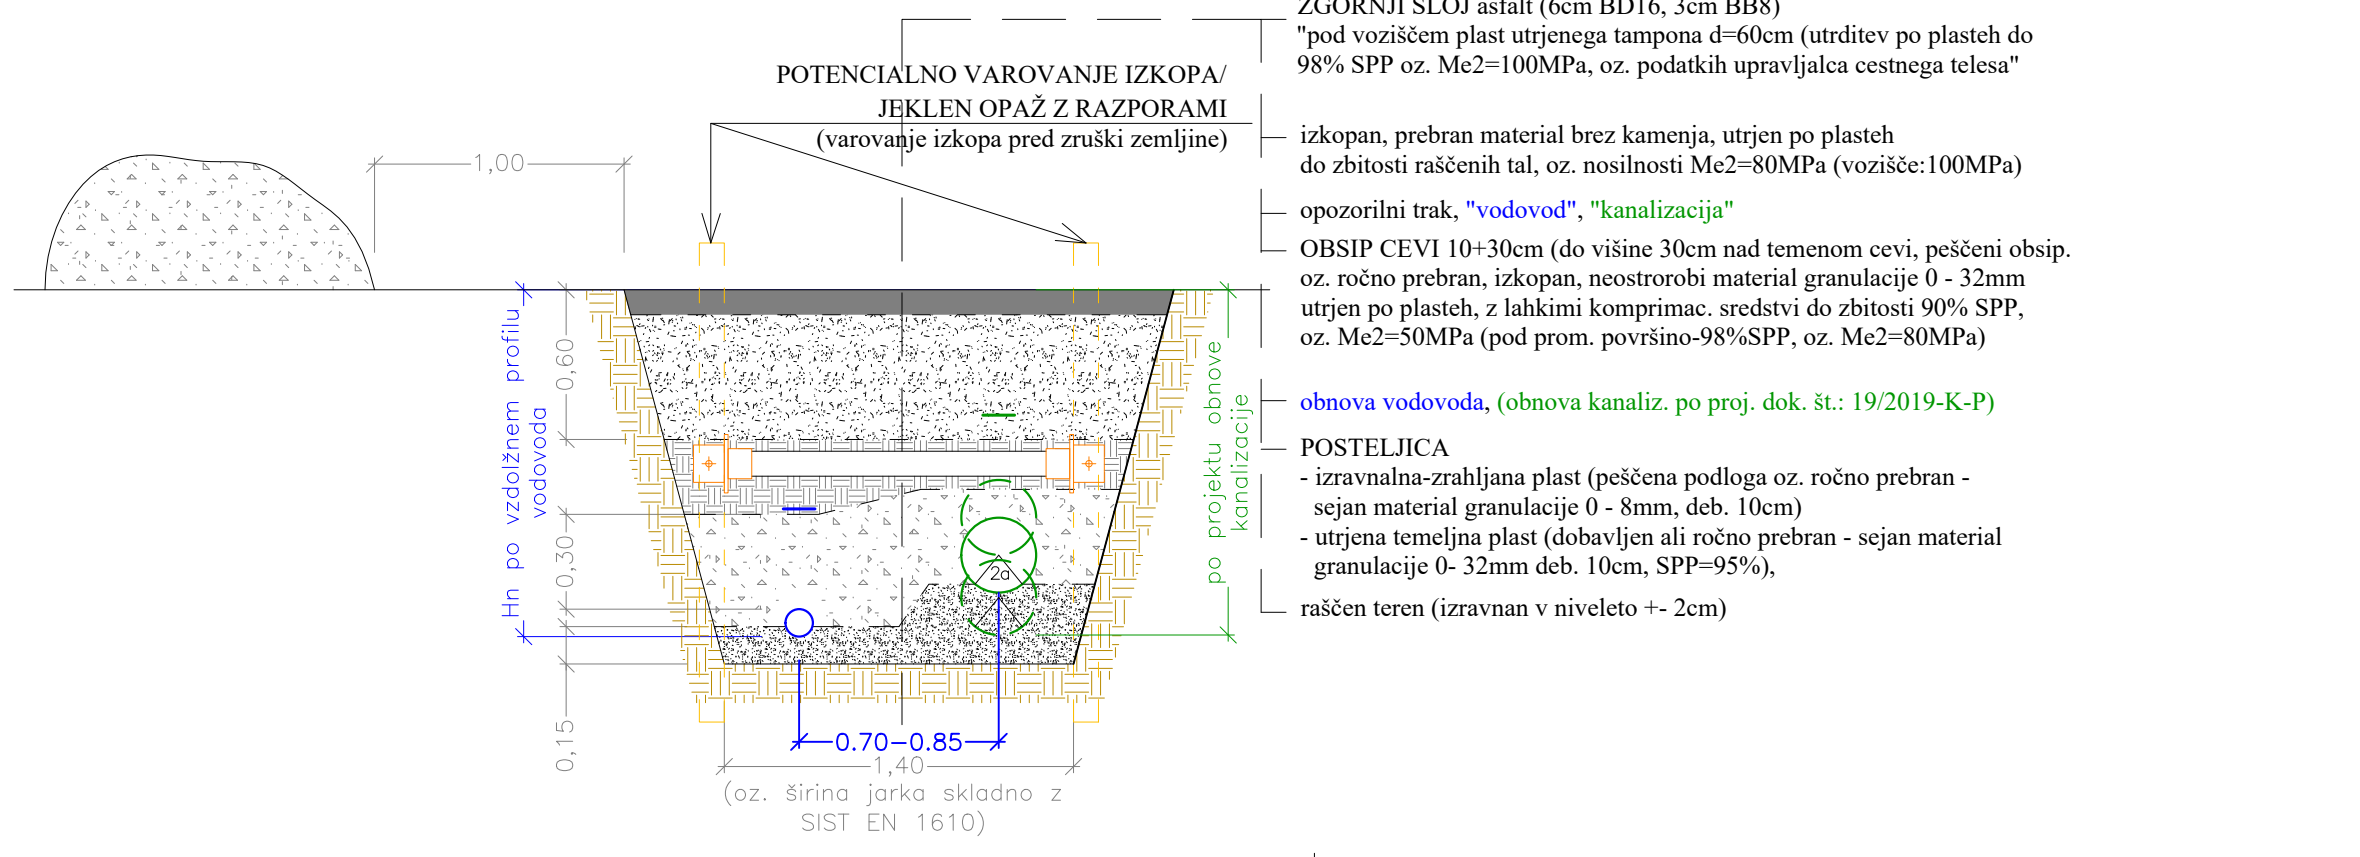 ZGORNJI SLOJ asfalt (6cm BD16, 3cm BB8)
"pod voziščem plast utrjenega tampona d=60cm (utrditev po plasteh do
98% SPP oz. Me2=100MPa, oz. podatkih upravljalca cestnega telesa"
POTENCIALNO VAROVANJE IZKOPA/
JEKLEN OPAŽ Z RAZPORAMI
(varovanje izkopa pred zruški zemljine)
izkopan, prebran material brez kamenja, utrjen po plasteh
do zbitosti raščenih tal, oz. nosilnosti Me2=80MPa (vozišče:100MPa)
opozorilni trak, "vodovod", "kanalizacija"
OBSIP CEVI 10+30cm (do višine 30cm nad temenom cevi, peščeni obsip.
oz. ročno prebran, izkopan, neostrorobi material granulacije 0 - 32mm
utrjen po plasteh, z lahkimi komprimac. sredstvi do zbitosti 90% SPP,
oz. Me2=50MPa (pod prom. površino-98%SPP, oz. Me2=80MPa)
obnova vodovoda, (obnova kanaliz. po proj. dok. št.: 19/2019-K-P)
POSTELJICA
- izravnalna-zrahljana plast (peščena podloga oz. ročno prebran -
sejan material granulacije 0 - 8mm, deb. 10cm)
- utrjena temeljna plast (dobavljen ali ročno prebran - sejan material
granulacije 0- 32mm deb. 10cm, SPP=95%),
raščen teren (izravnan v niveleto +- 2cm)
1,00
Hn po vzdolžnem profilu
vodovoda
0,60
0,30
0,15
po projektu obnove
kanalizacije
2a
0.70-0.85
1,40
(oz. širina jarka skladno z
SIST EN 1610)